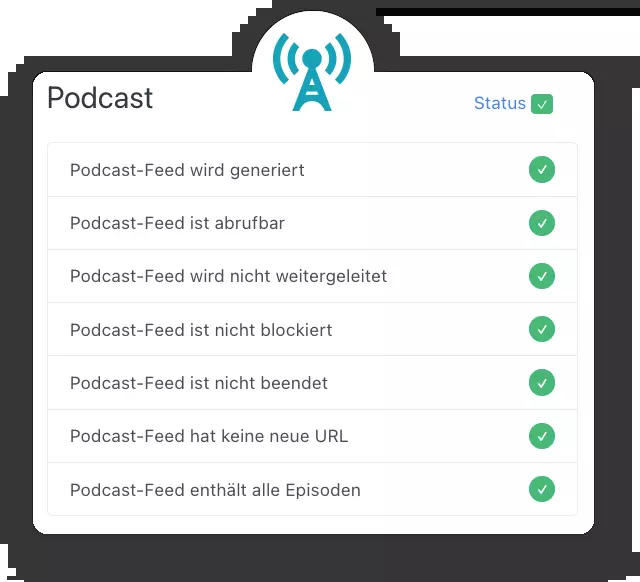 Podcast
Status
Podcast-Feed wird generiert
Podcast-Feed ist abrufbar
Podcast-Feed wird nicht weitergeleitet
Podcast-Feed ist nicht blockiert
Podcast-Feed ist nicht beendet
Podcast-Feed hat keine neue URL
Podcast-Feed enthält alle Episoden